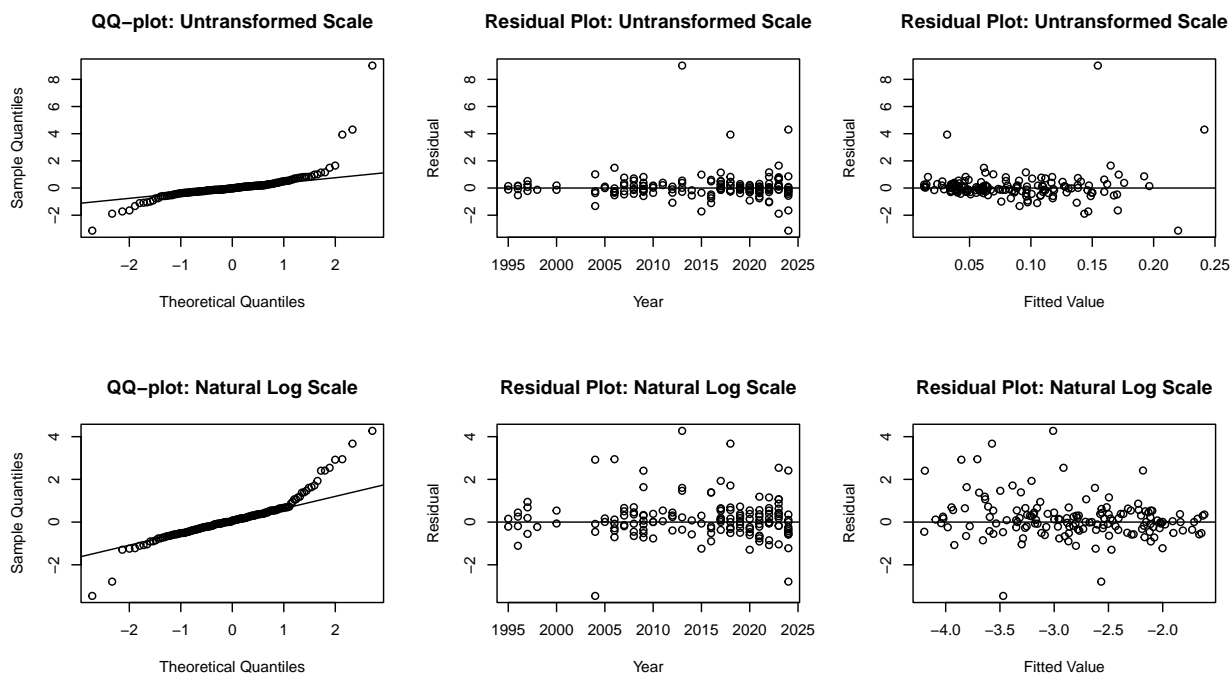 QQ−plot: Untransformed Scale
Sample Quantiles
8
6
4
2
0
−2
−2 −1 0 1 2
Theoretical Quantiles
Residual Plot: Untransformed Scale
Residual
8
6
4
2
0
−2
1995 2000 2005 2010 2015 2020 2025
Year
Residual Plot: Untransformed Scale
Residual
8
6
4
2
0
−2
0.05 0.10 0.15 0.20 0.25
Fitted Value
QQ−plot: Natural Log Scale
Sample Quantiles
4
2
0
−2
−2 −1 0 1 2
Theoretical Quantiles
Residual Plot: Natural Log Scale
Residual
4
2
0
−2
1995 2000 2005 2010 2015 2020 2025
Year
Residual Plot: Natural Log Scale
Residual
4
2
0
−2
−4.0 −3.5 −3.0 −2.5 −2.0
Fitted Value